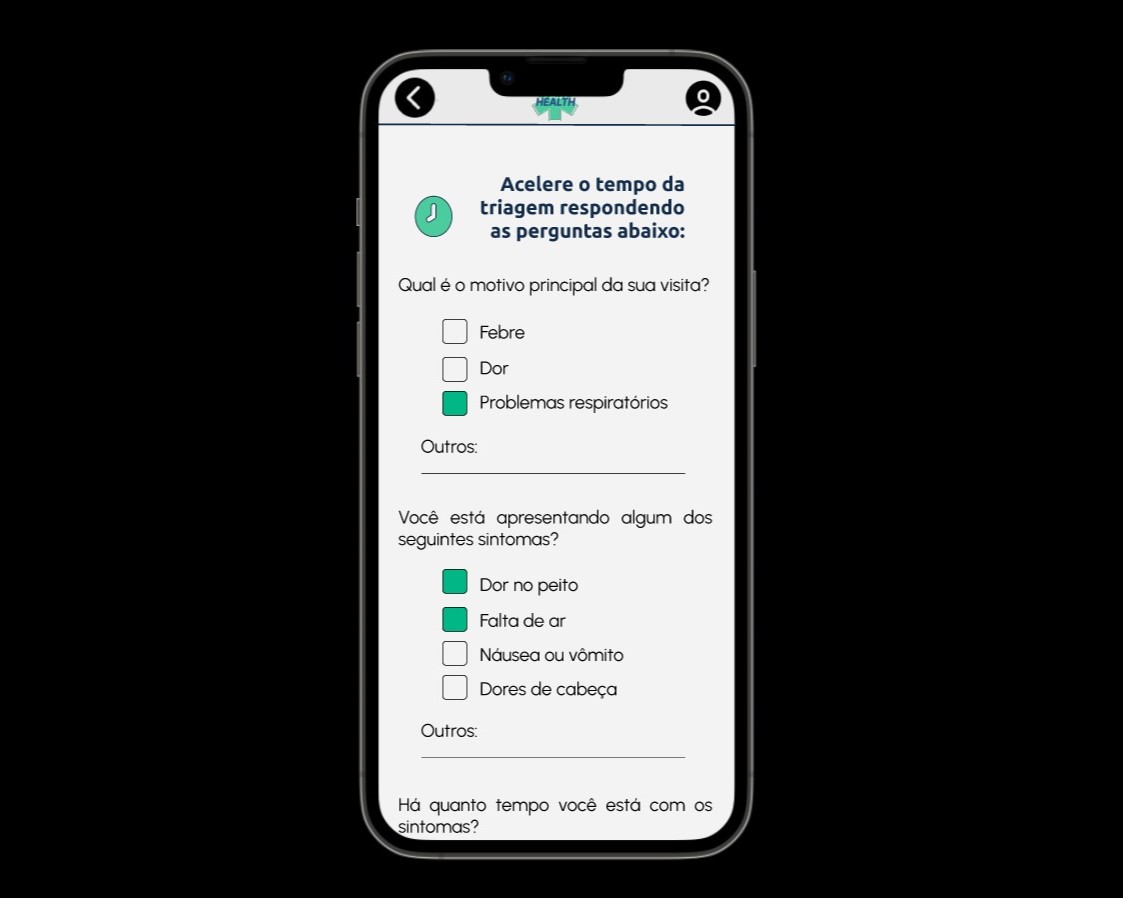 HEALTH
Acelere o tempo da
triagem respondendo
as perguntas abaixo:
Qual é o motivo principal da sua visita?
Febre
Dor
Problemas respiratórios
Outros:
Você está apresentando algum dos
seguintes sintomas?
Dor no peito
Falta de ar
Náusea ou vômito
Dores de cabeça
Outros:
Há quanto tempo você está com os
sintomas?